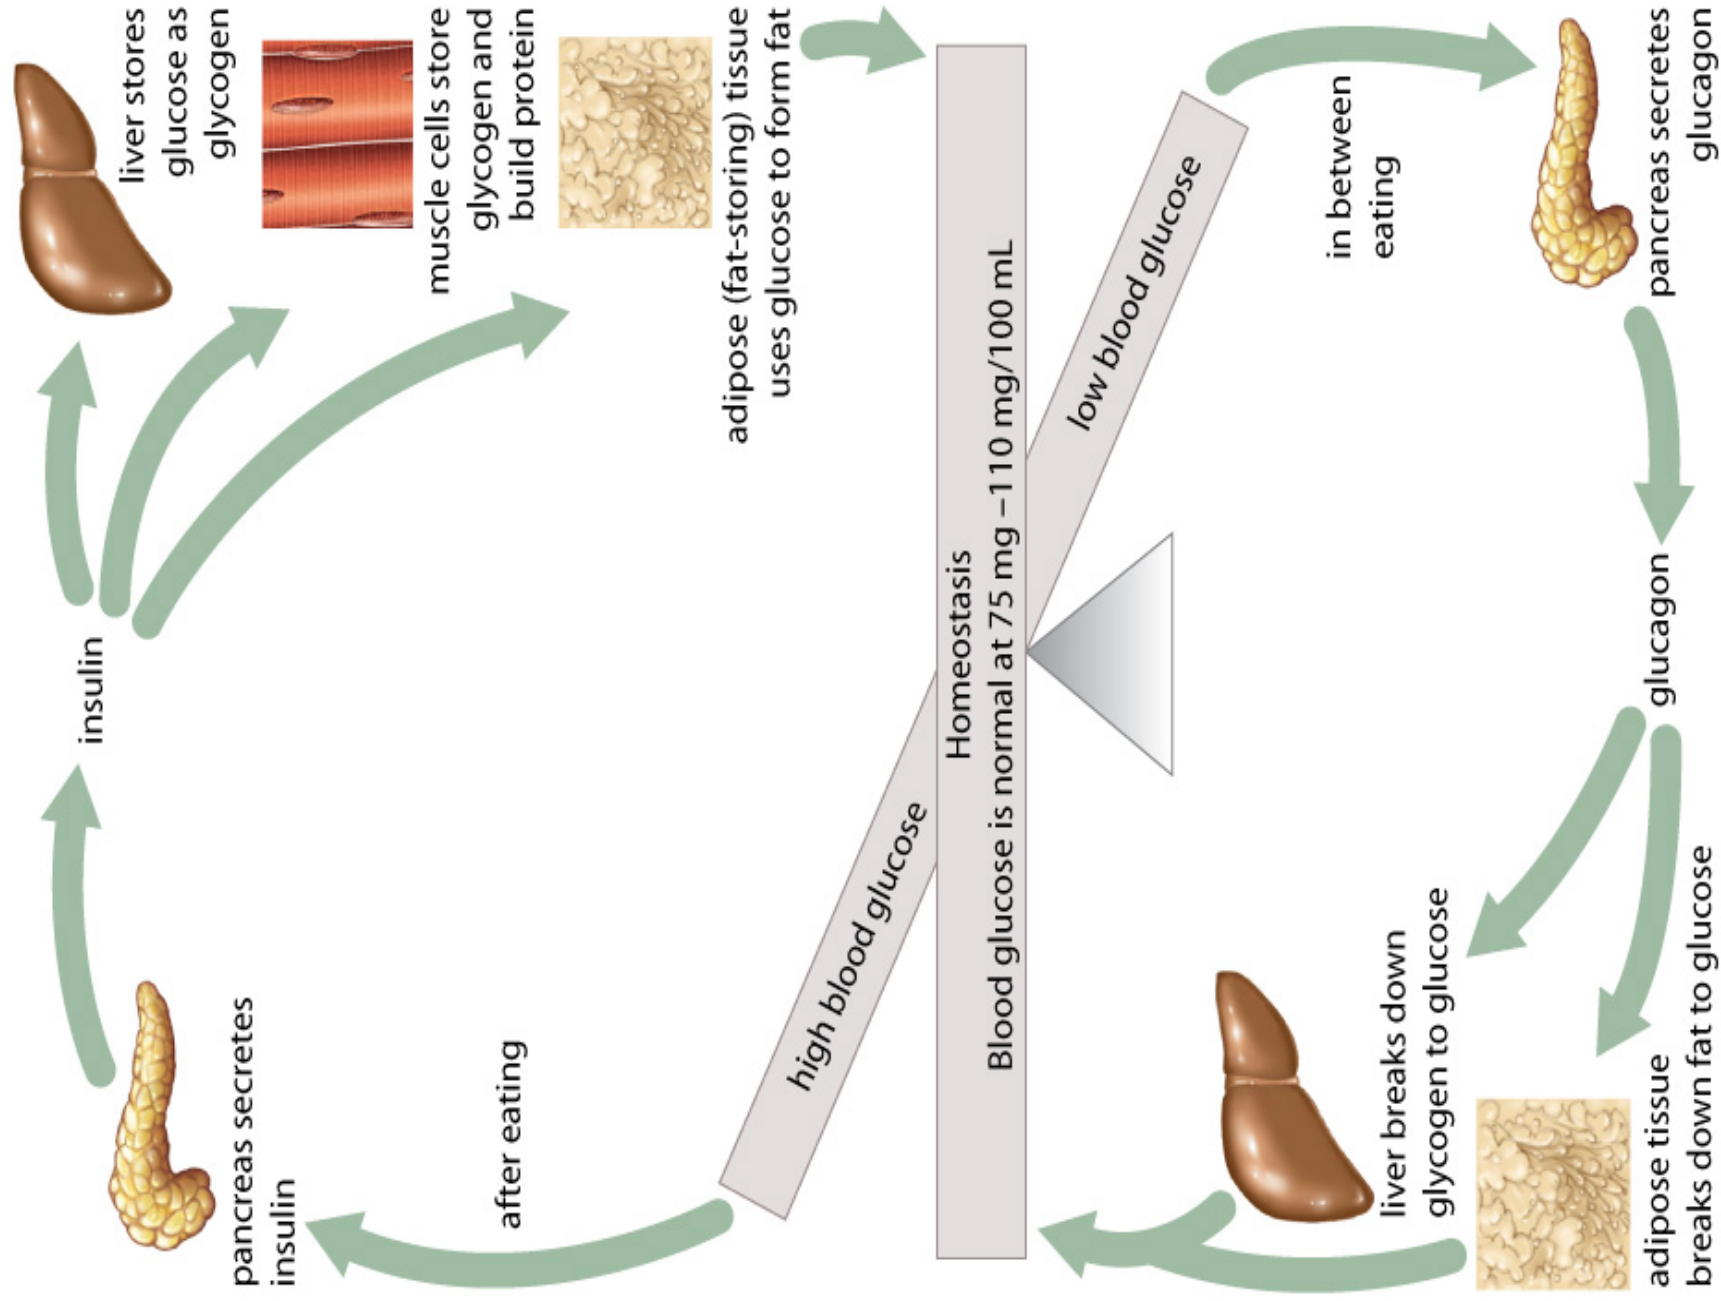 insulin
liver stores
glucose as
glycogen
muscle cells store
glycogen and
build protein
adipose (fat-storing) tissue
uses glucose to form fat
pancreas secretes
insulin
after eating
high blood glucose
Homeostasis
Blood glucose is normal at 75 mg –110 mg/100 mL
low blood glucose
in between
eating
pancreas secretes
glucagon
glucagon
liver breaks down
glycogen to glucose
adipose tissue
breaks down fat to glucose